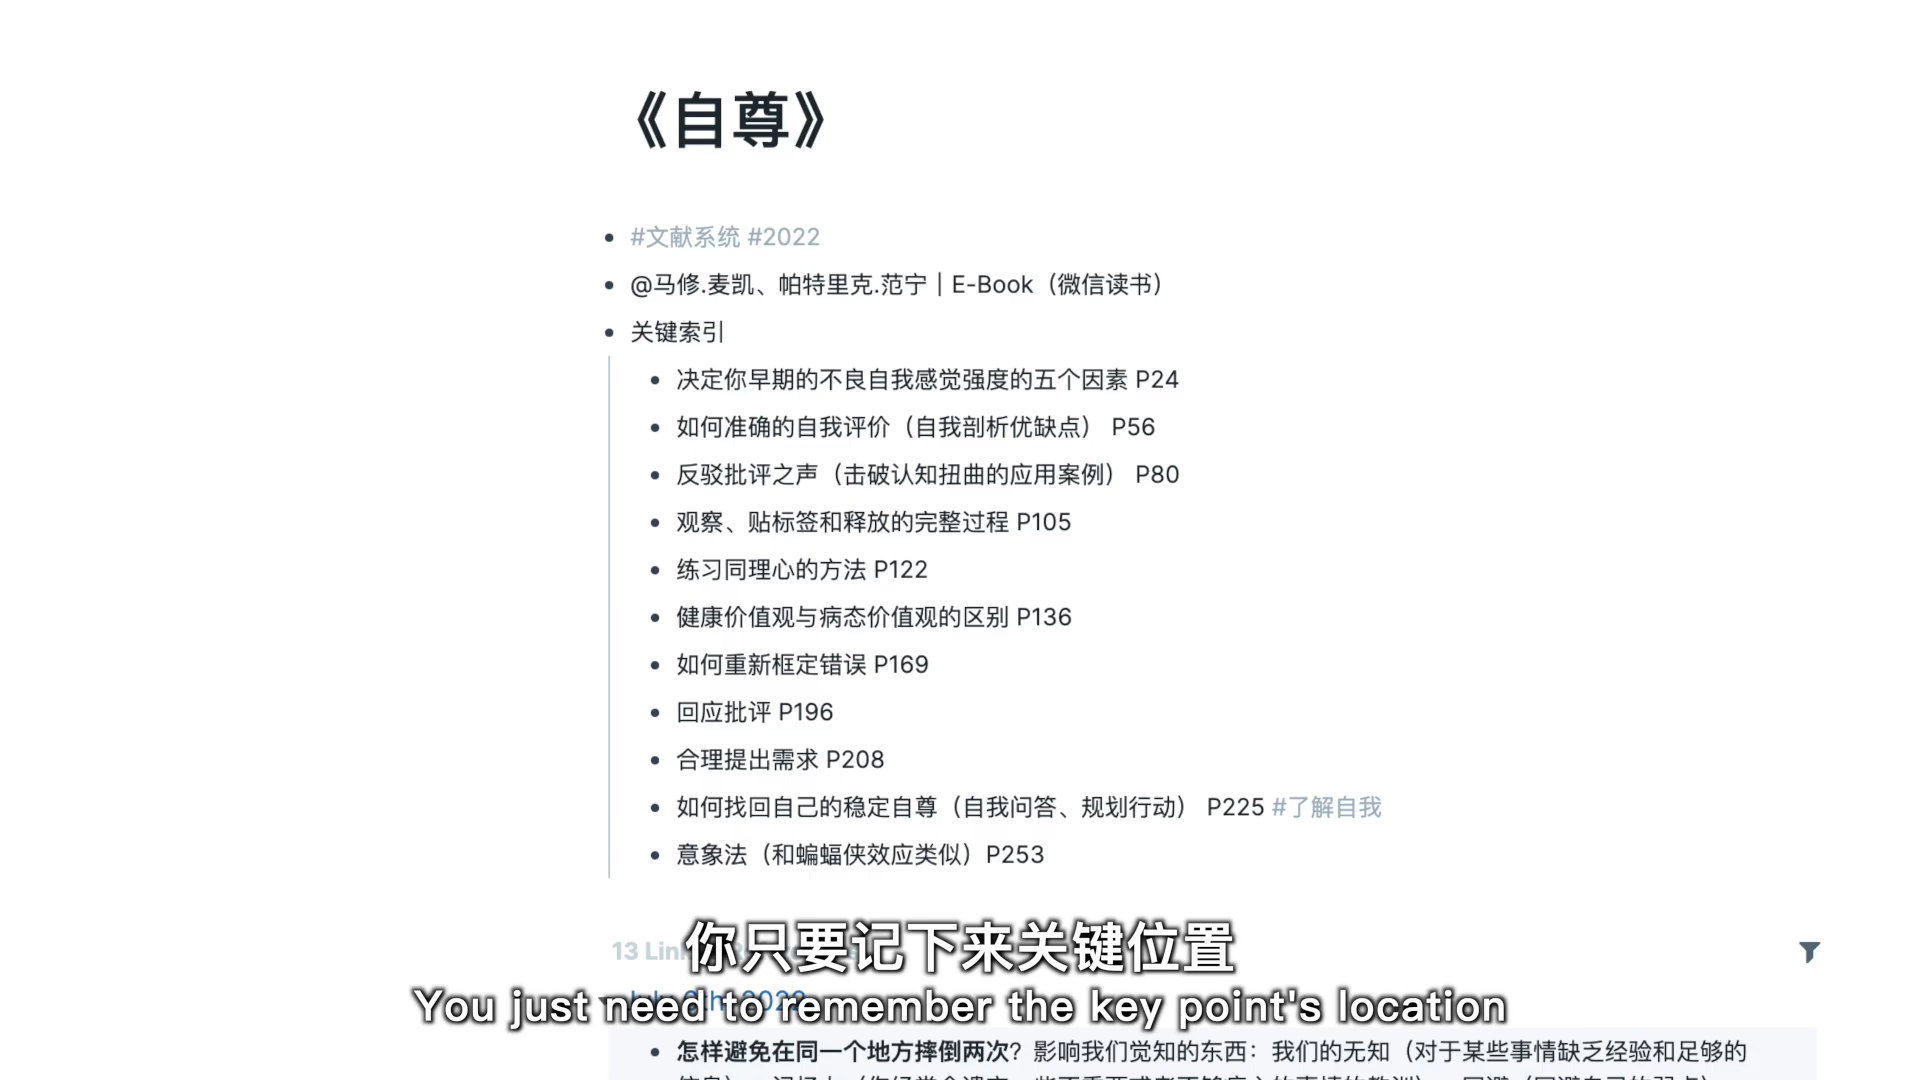 《自尊》
#文献系统 #2022
@马修.麦凯、帕特里克.范宁 | E-Book（微信读书）
关键索引
决定你早期的不良自我感觉强度的五个因素 P24
如何准确的自我评价（自我剖析优缺点） P56
反驳批评之声（击破认知扭曲的应用案例） P80
观察、贴标签和释放的完整过程 P105
练习同理心的方法 P122
健康价值观与病态价值观的区别 P136
如何重新框定错误 P169
回应批评 P196
合理提出需求 P208
如何找回自己的稳定自尊（自我问答、规划行动） P225 #了解自我
意象法（和蝙蝠侠效应类似）P253
13
你只要记下来关键位置
You just need to remember the key point's location
怎样避免在同一个地方摔倒两次？影响我们觉知的东西：我们的无知（对于某些事情缺乏经验和足够的